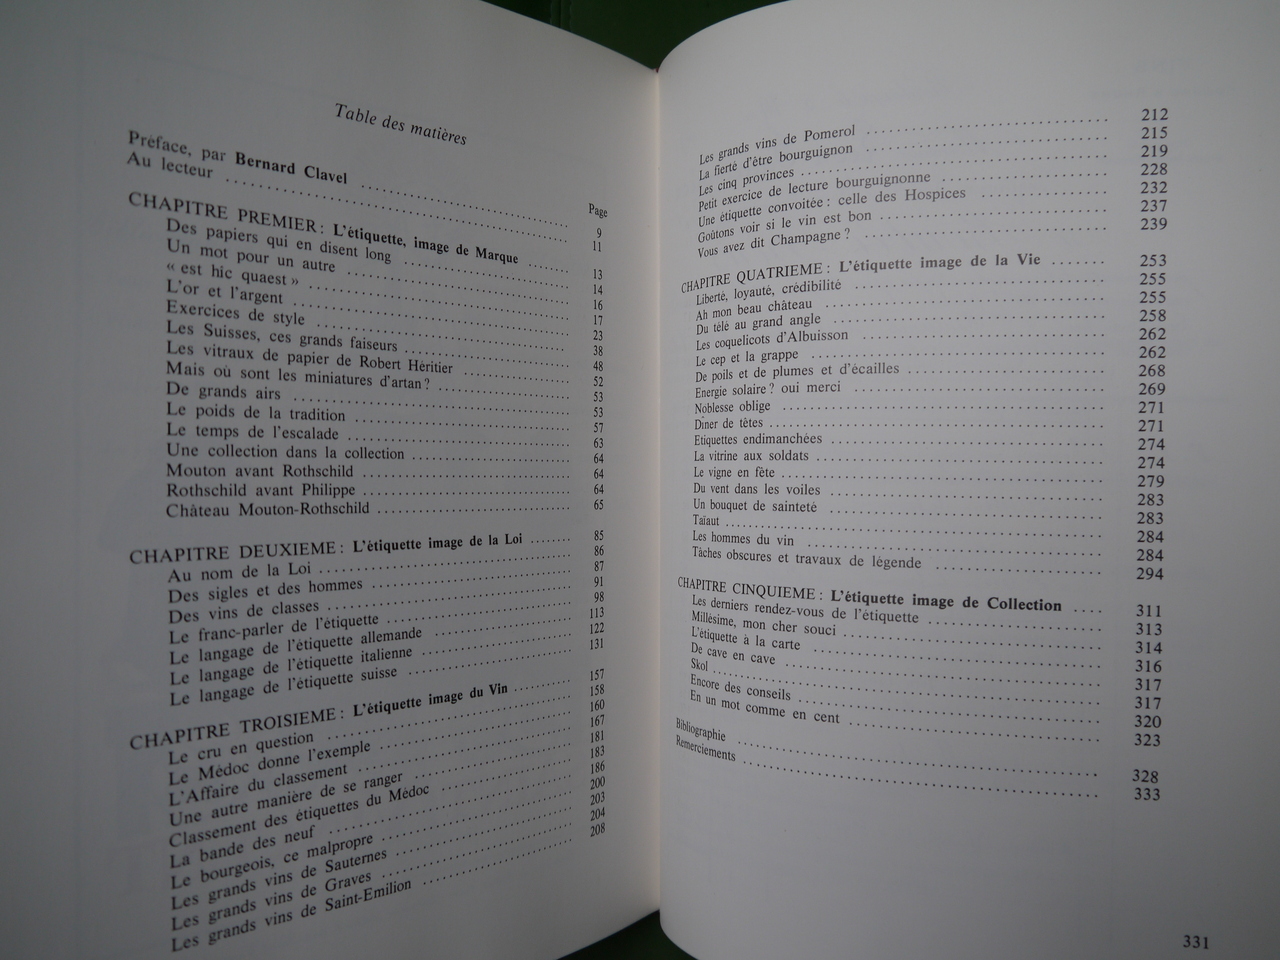 Table des matières
Page
Préface, par Bernard Clavel ........ 9
Au lecteur ........ 11
CHAPITRE PREMIER : L'étiquette, image de Marque ........ 13
Des papiers qui en disent long ........ 14
Un mot pour un autre ........ 16
« est hic quaest » ........ 17
L'or et l'argent ........ 23
Exercices de style ........ 38
Les Suisses, ces grands faiseurs ........ 48
Les vitraux de papier de Robert Héritier ........ 52
Mais où sont les miniatures d'artan ? ........ 53
De grands airs ........ 53
Le poids de la tradition ........ 57
Le temps de l'escalade ........ 63
Une collection dans la collection ........ 64
Mouton avant Rothschild ........ 64
Rothschild avant Philippe ........ 64
Château Mouton-Rothschild ........ 65
CHAPITRE DEUXIEME : L'étiquette image de la Loi ........ 85
Au nom de la Loi ........ 86
Des sigles et des hommes ........ 87
Des vins de classes ........ 91
Le franc-parler de l'étiquette ........ 98
Le langage de l'étiquette allemande ........ 113
Le langage de l'étiquette italienne ........ 122
Le langage de l'étiquette suisse ........ 131
CHAPITRE TROISIEME : L'étiquette image du Vin ........ 157
Le cru en question ........ 158
Le Médoc donne l'exemple ........ 160
L'Affaire du classement ........ 167
Une autre manière de se ranger ........ 181
Classement des étiquettes du Médoc ........ 183
La bande des neuf ........ 186
Le bourgeois, ce malpropre ........ 200
Les grands vins de Sauternes ........ 203
Les grands vins de Graves ........ 204
Les grands vins de Saint-Emilion ........ 208
Les grands vins de Pomerol ........ 212
La fierté d'être bourguignon ........ 215
Les cinq provinces ........ 219
Petit exercice de lecture bourguignonne ........ 228
Une étiquette convoitée : celle des Hospices ........ 232
Goûtons voir si le vin est bon ........ 237
Vous avez dit Champagne ? ........ 239
CHAPITRE QUATRIEME : L'étiquette image de la Vie ........ 253
Liberté, loyauté, crédibilité ........ 255
Ah mon beau château ........ 255
Du télé au grand angle ........ 258
Les coquelicots d'Albuisson ........ 262
Le cep et la grappe ........ 262
De poils et de plumes et d'écailles ........ 268
Energie solaire ? oui merci ........ 269
Noblesse oblige ........ 271
Dîner de têtes ........ 271
Etiquettes endimanchées ........ 274
La vitrine aux soldats ........ 274
Le vigne en fête ........ 279
Du vent dans les voiles ........ 283
Un bouquet de sainteté ........ 283
Taïaut ........ 284
Les hommes du vin ........ 284
Tâches obscures et travaux de légende ........ 294
CHAPITRE CINQUIEME : L'étiquette image de Collection .... 311
Les derniers rendez-vous de l'étiquette ........ 313
Millésime, mon cher souci ........ 314
L'étiquette à la carte ........ 316
De cave en cave ........ 317
Skol ........ 317
Encore des conseils ........ 320
En un mot comme en cent ........ 323
Bibliographie ........ 328
Remerciements ........ 333
331